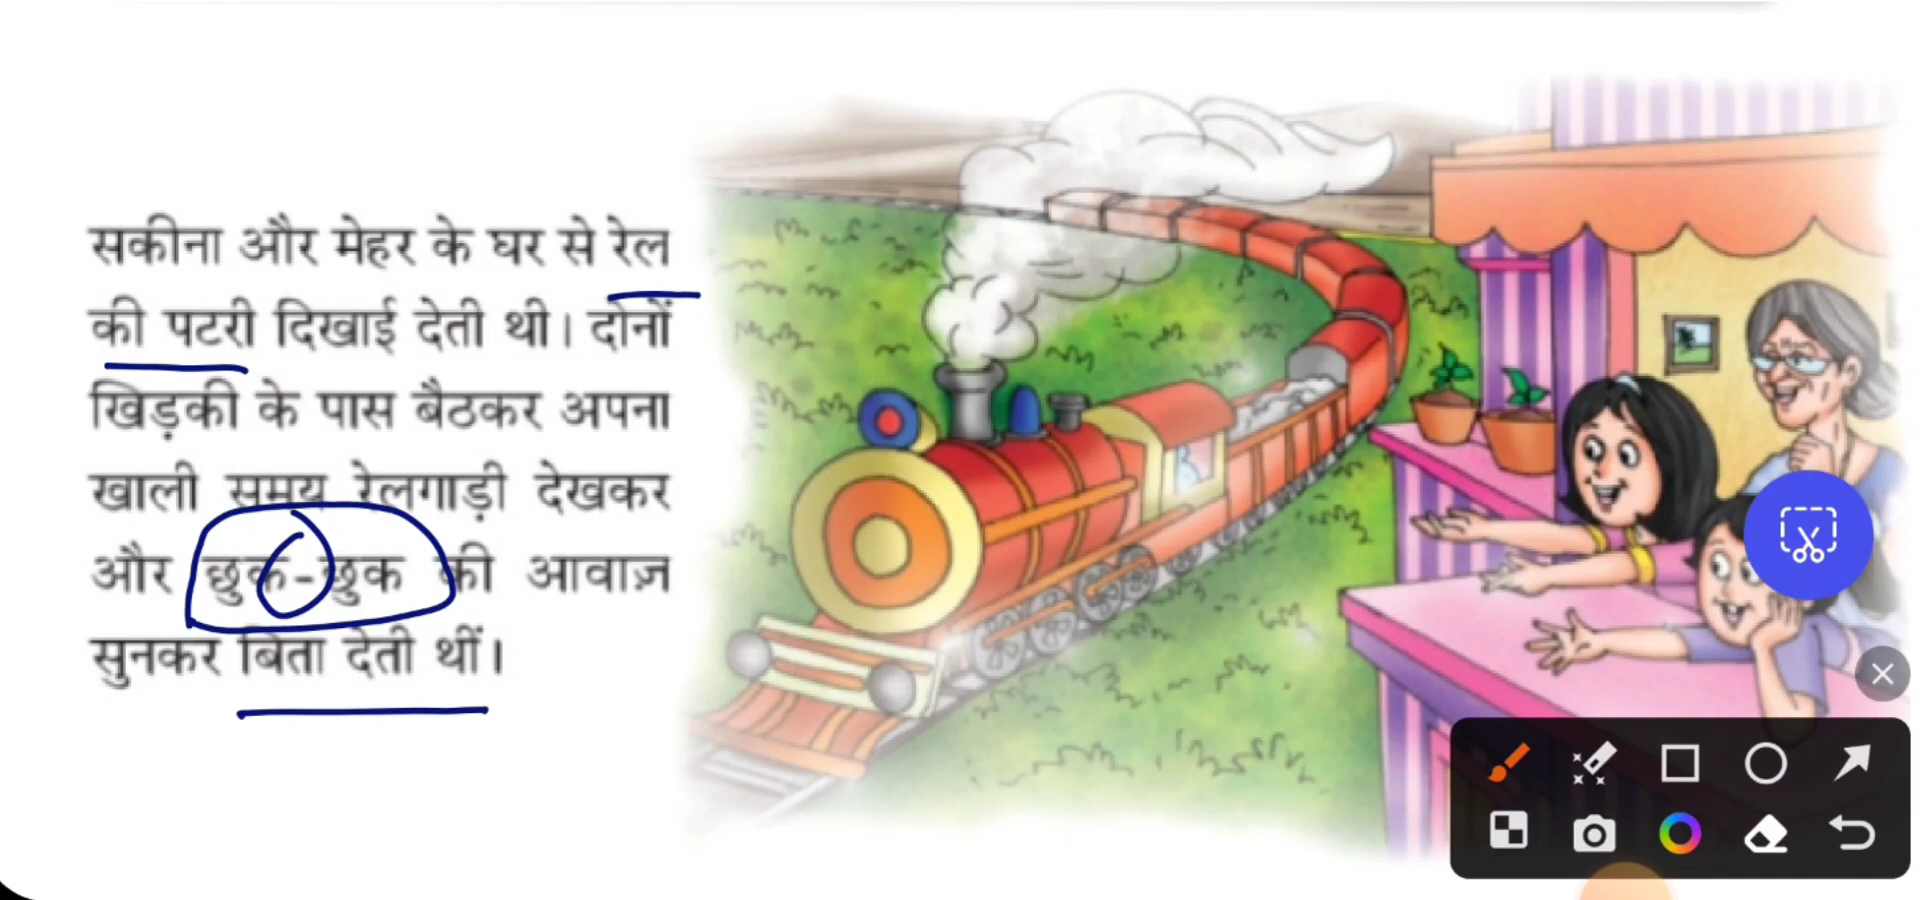 सकीना और मेहर के घर से रेल
की पटरी दिखाई देती थी। दोनों
खिड़की के पास बैठकर अपना
खाली समय रेलगाड़ी देखकर
और छुक-छुक की आवाज़
सुनकर बिता देती थीं।